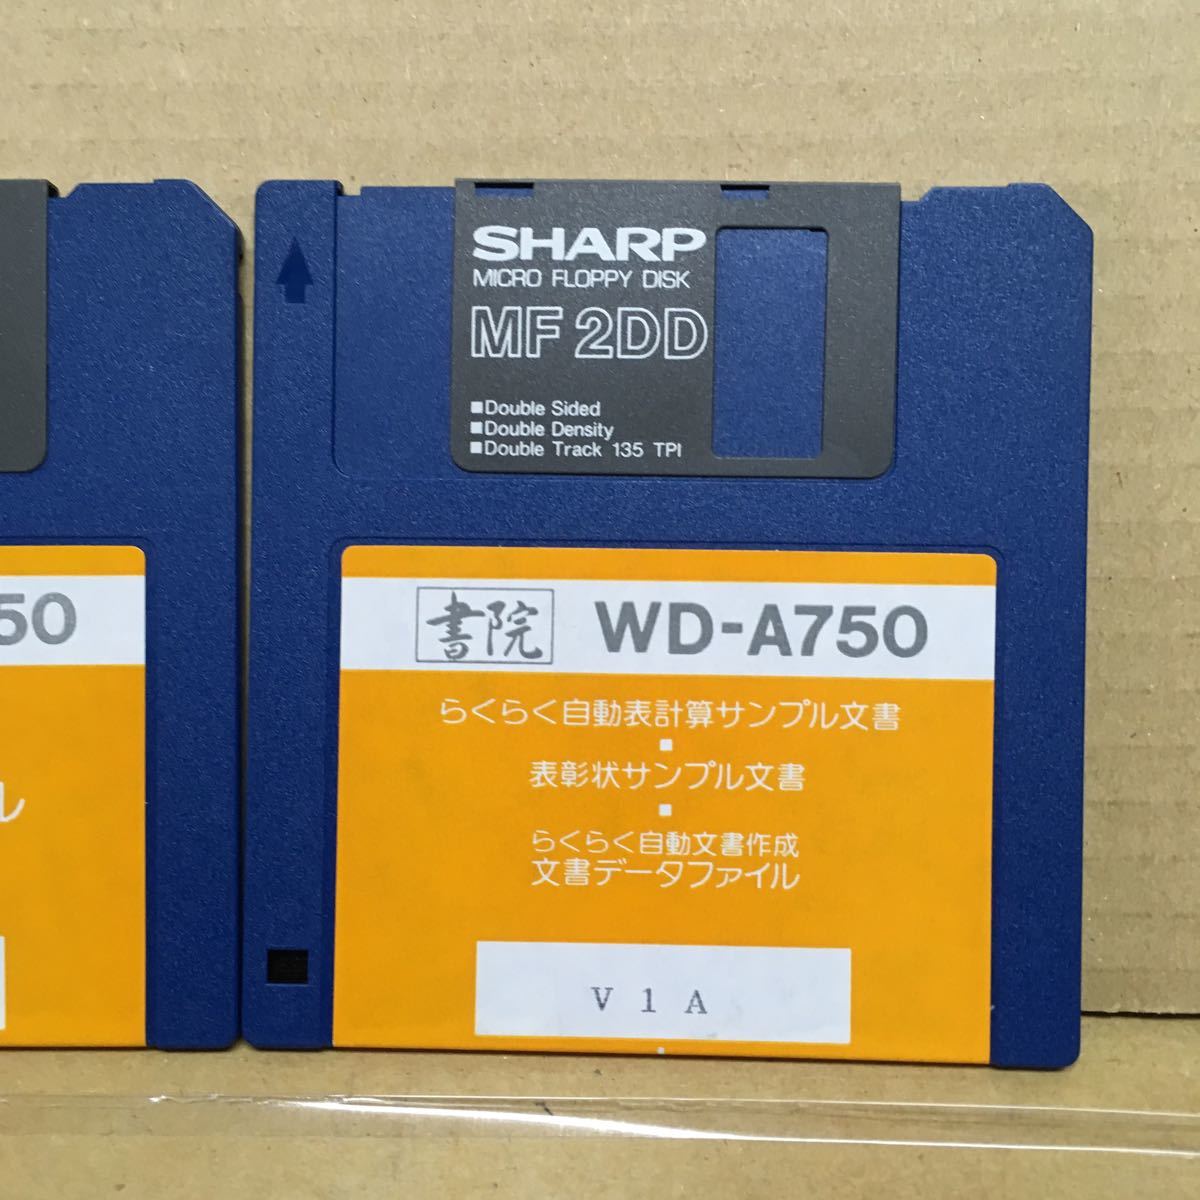 SHARP
MICRO FLOPPY DISK
MF 2DD
■Double Sided
■Double Density
■Double Track 135 TPI
50
ル
書院 WD-A750
らくらく自動表計算サンプル文書
■
表彰状サンプル文書
■
らくらく自動文書作成
文書データファイル
V 1 A